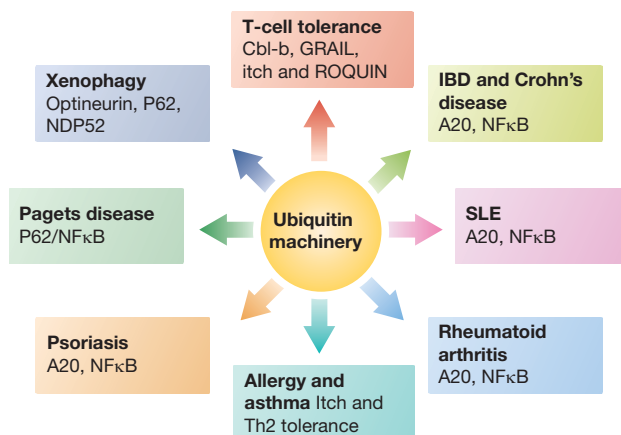 T-cell tolerance
Cbl-b, GRAIL,
itch and ROQUIN
Xenophagy
Optineurin, P62,
NDP52
IBD and Crohn's
disease
A20, NFκB
Pagets disease
P62/NFκB
Ubiquitin
machinery
SLE
A20, NFκB
Psoriasis
A20, NFκB
Rheumatoid
arthritis
A20, NFκB
Allergy and
asthma Itch and
Th2 tolerance